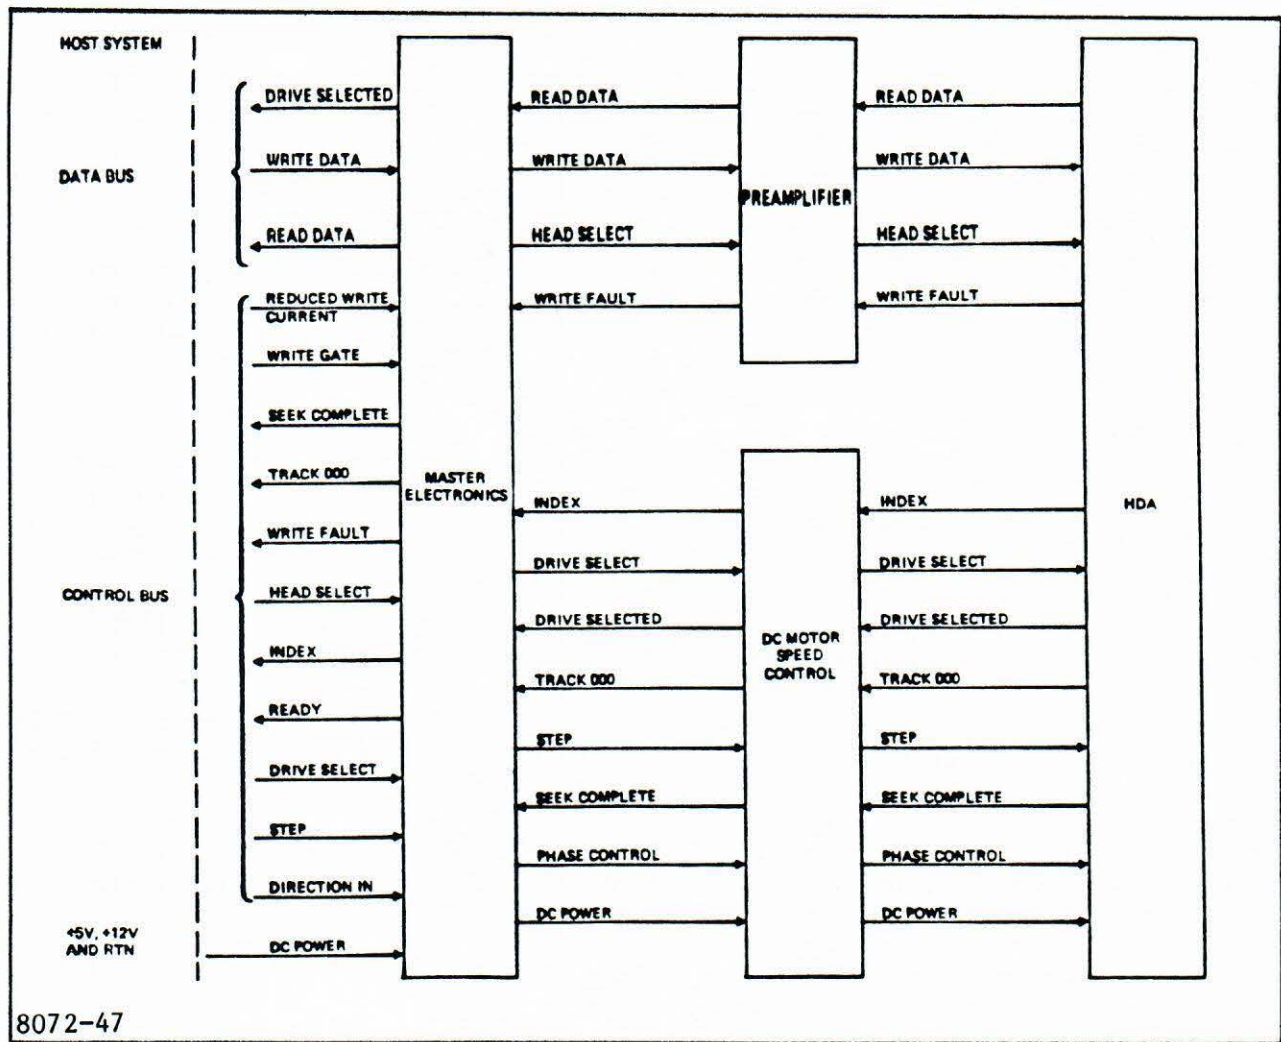 HOST SYSTEM
DATA BUS
CONTROL BUS
+5V, +12V
AND RTN
DRIVE SELECTED
WRITE DATA
READ DATA
REDUCED WRITE
CURRENT
WRITE GATE
SEEK COMPLETE
TRACK 000
WRITE FAULT
HEAD SELECT
INDEX
READY
DRIVE SELECT
STEP
DIRECTION IN
DC POWER
MASTER
ELECTRONICS
READ DATA
WRITE DATA
HEAD SELECT
WRITE FAULT
INDEX
DRIVE SELECT
DRIVE SELECTED
TRACK 000
STEP
SEEK COMPLETE
PHASE CONTROL
DC POWER
PREAMPLIFIER
DC MOTOR
SPEED
CONTROL
READ DATA
WRITE DATA
HEAD SELECT
WRITE FAULT
INDEX
DRIVE SELECT
DRIVE SELECTED
TRACK 000
STEP
SEEK COMPLETE
PHASE CONTROL
DC POWER
HDA
8072-47